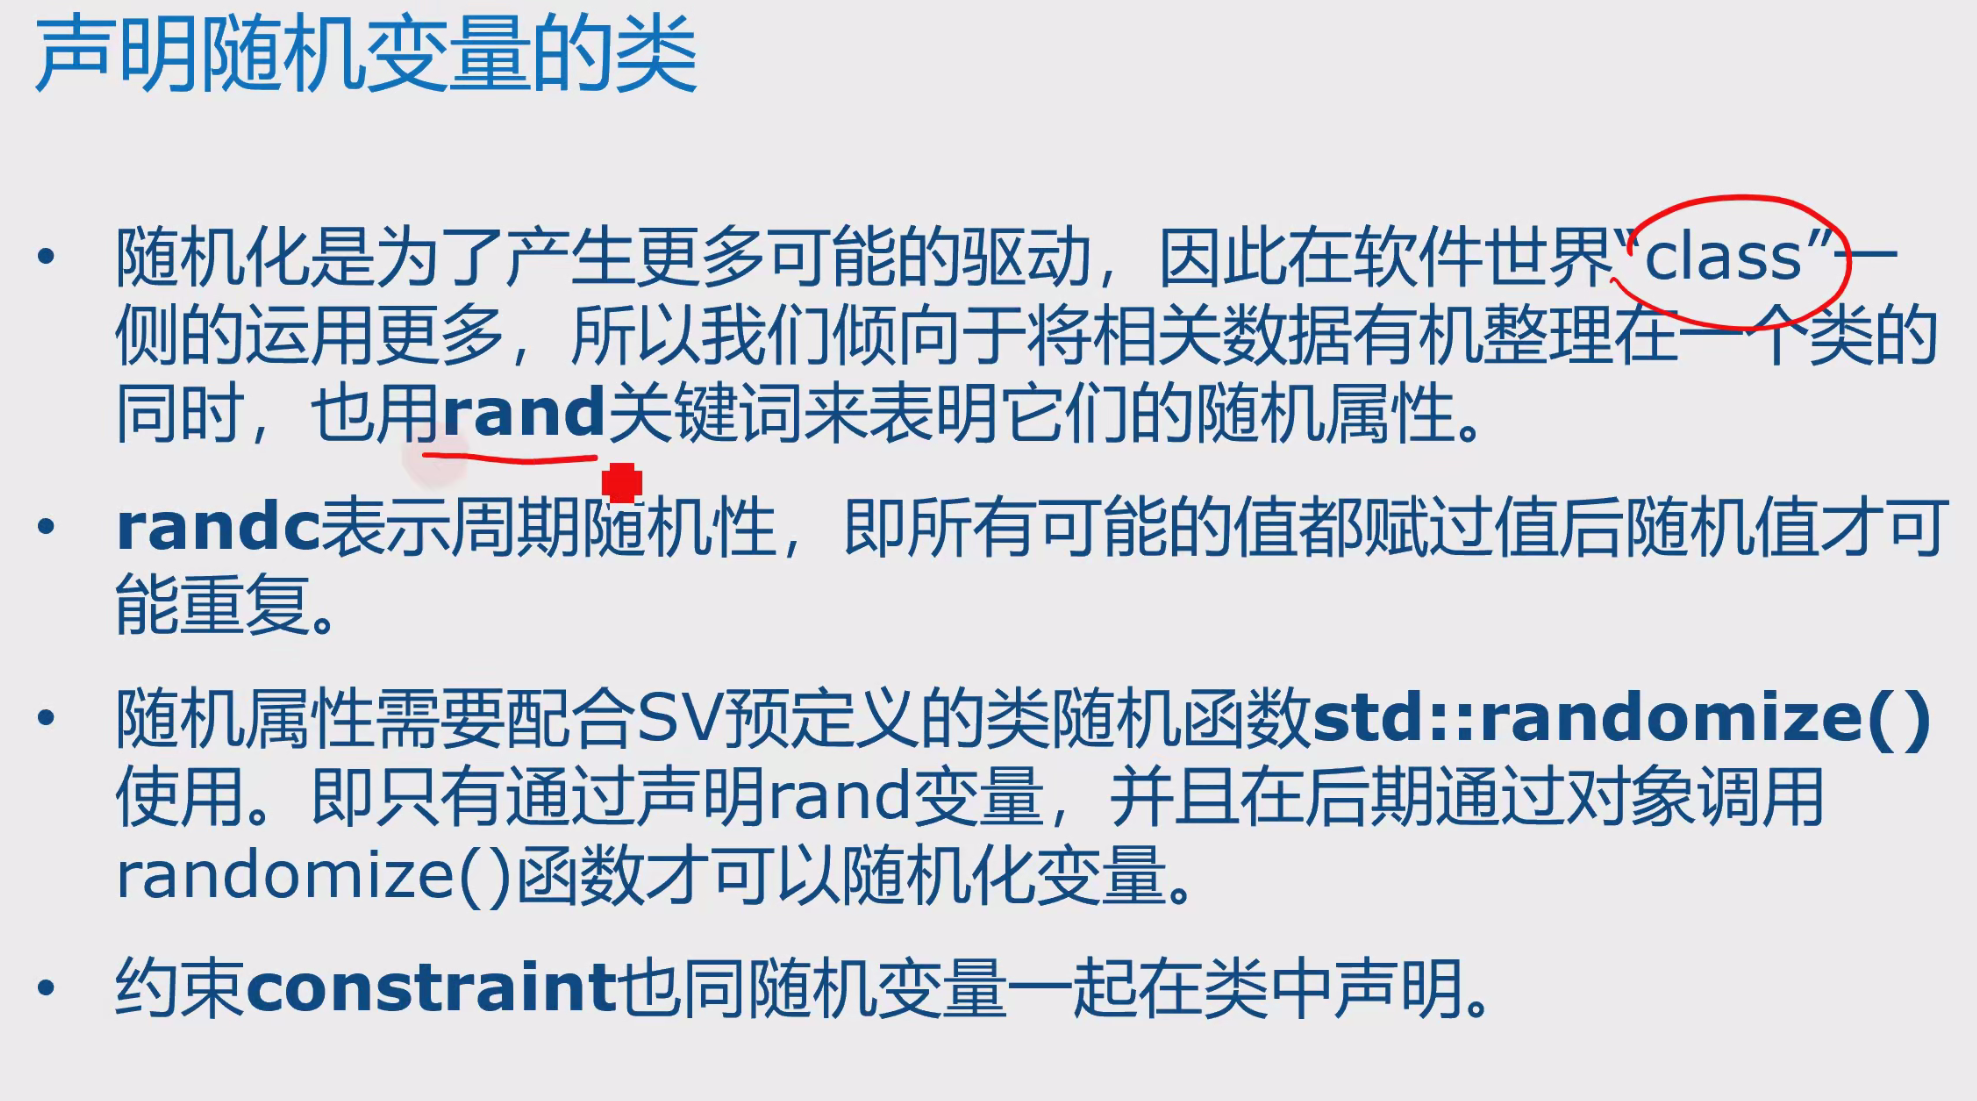 声明随机变量的类
• 随机化是为了产生更多可能的驱动，因此在软件世界“class”一
侧的运用更多，所以我们倾向于将相关数据有机整理在一个类的
同时，也用rand关键词来表明它们的随机属性。
• randc表示周期随机性，即所有可能的值都赋过值后随机值才可
能重复。
• 随机属性需要配合SV预定义的类随机函数std::randomize()
使用。即只有通过声明rand变量，并且在后期通过对象调用
randomize()函数才可以随机化变量。
• 约束constraint也同随机变量一起在类中声明。